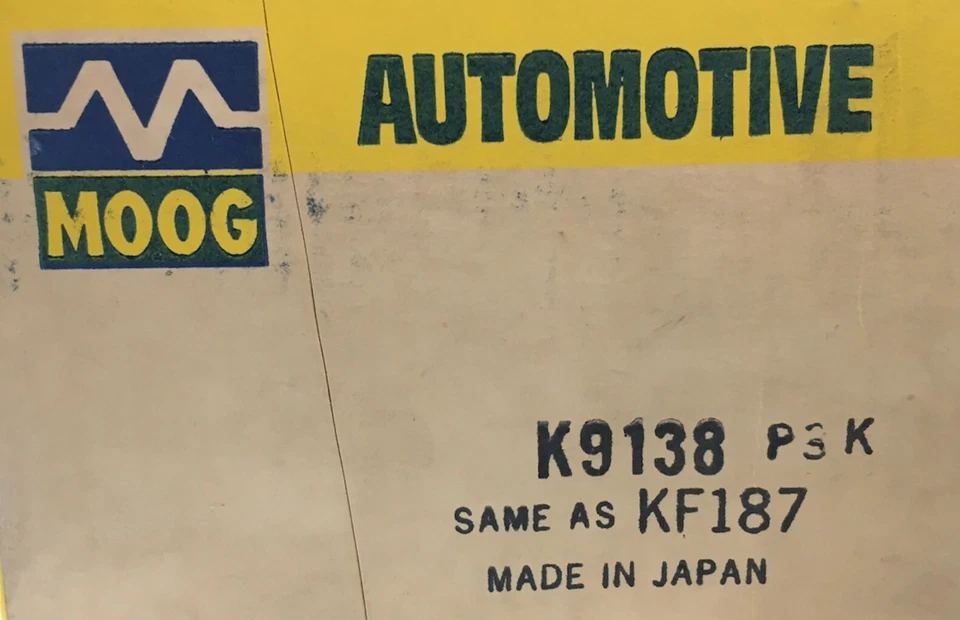 AUTOMOTIVE
MOOG
K9138 P3K
SAME AS KF187
MADE IN JAPAN